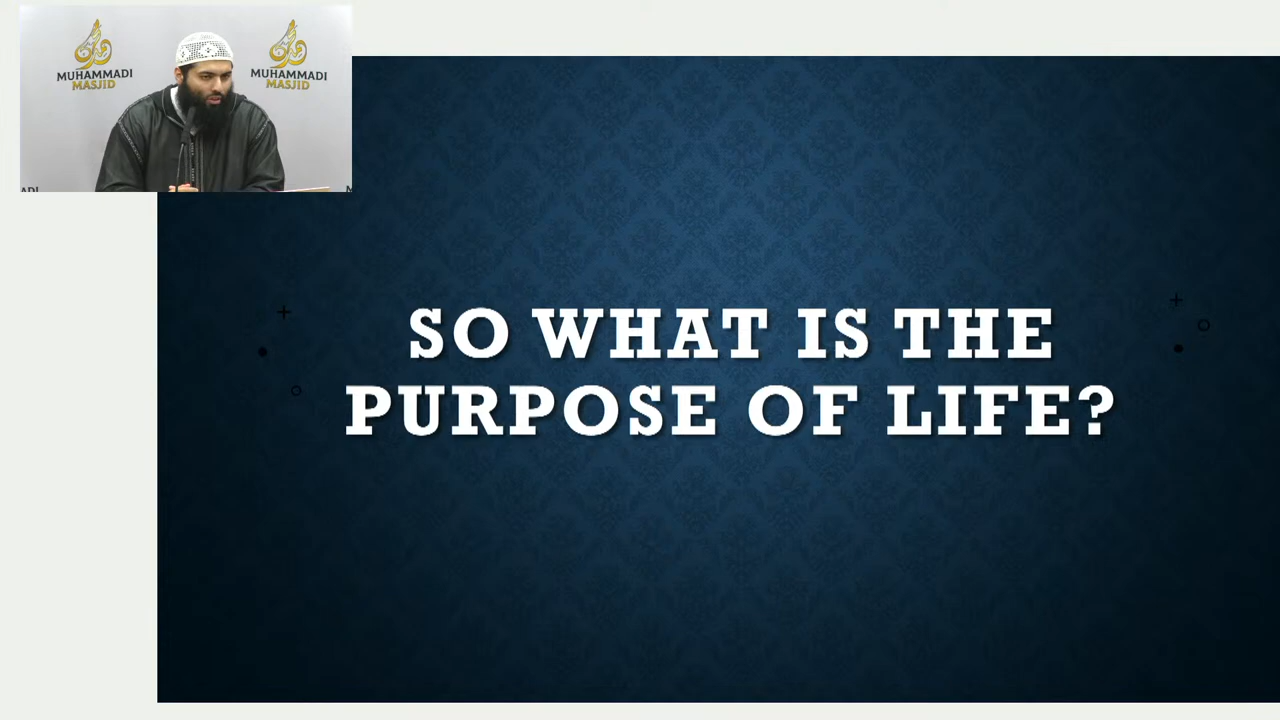 MUHAMMADI
MASJID
MUHAMMADI
MASJID
SO WHAT IS THE
PURPOSE OF LIFE?